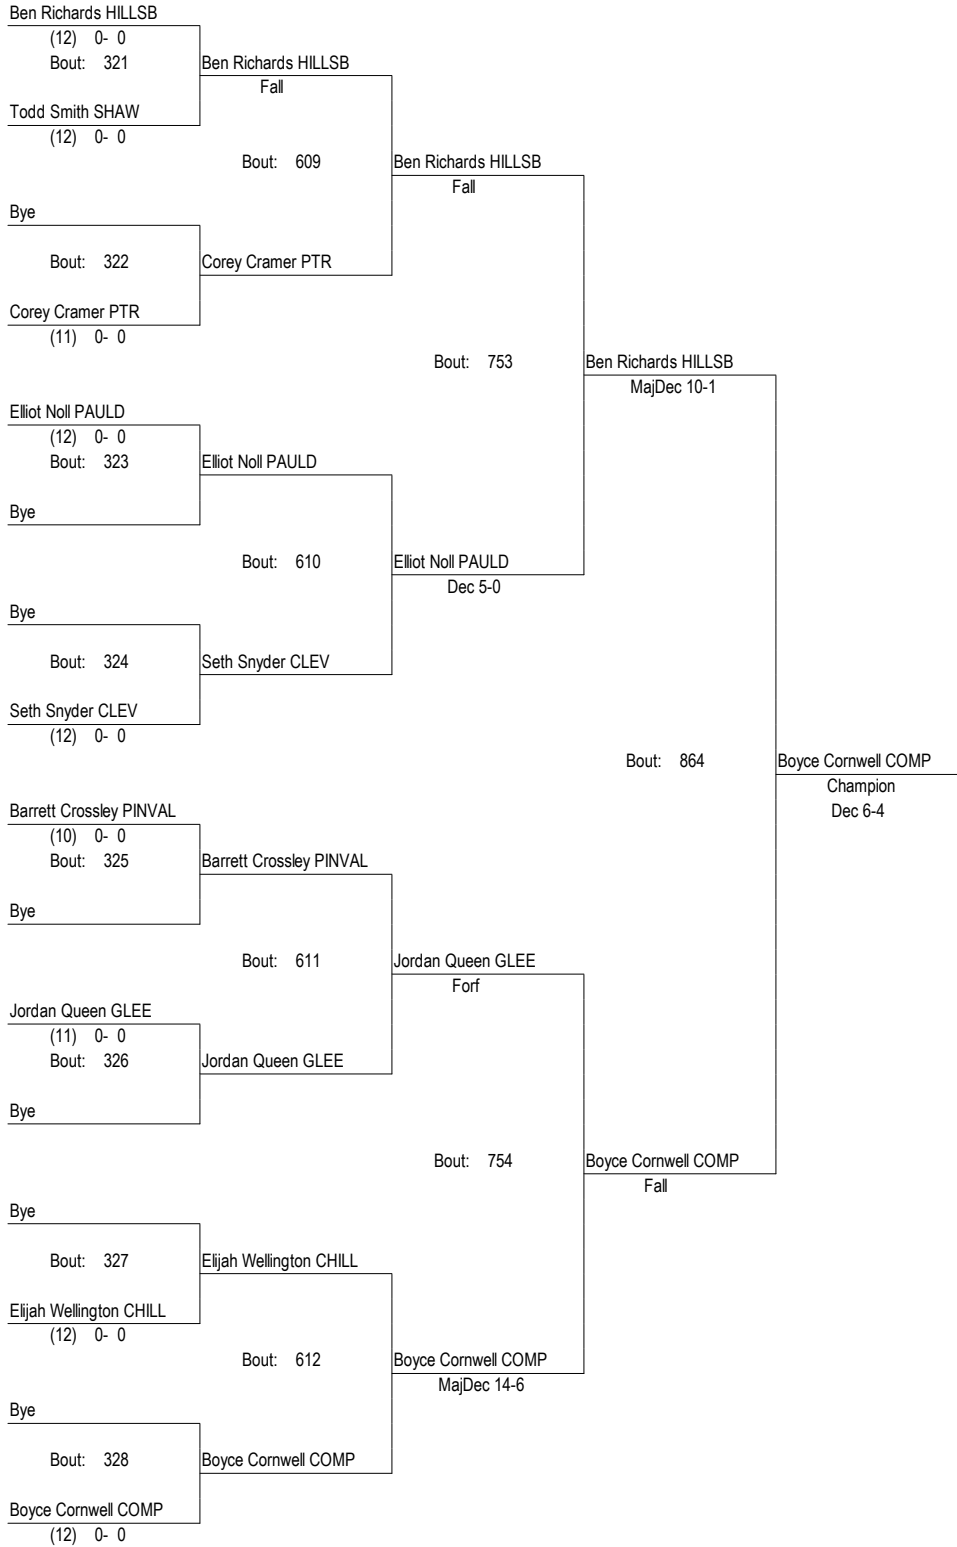 Ben Richards HILLSB
(12) 0- 0
Bout: 321
Ben Richards HILLSB
Fall
Todd Smith SHAW
(12) 0- 0
Bout: 609
Ben Richards HILLSB
Fall
Bye
Bout: 322
Corey Cramer PTR
Corey Cramer PTR
(11) 0- 0
Bout: 753
Ben Richards HILLSB
MajDec 10-1
Elliot Noll PAULD
(12) 0- 0
Bout: 323
Elliot Noll PAULD
Bye
Bout: 610
Elliot Noll PAULD
Dec 5-0
Bye
Bout: 324
Seth Snyder CLEV
Seth Snyder CLEV
(12) 0- 0
Bout: 864
Boyce Cornwell COMP
Champion
Dec 6-4
Barrett Crossley PINVAL
(10) 0- 0
Bout: 325
Barrett Crossley PINVAL
Bye
Bout: 611
Jordan Queen GLEE
Forf
Jordan Queen GLEE
(11) 0- 0
Bout: 326
Jordan Queen GLEE
Bye
Bout: 754
Boyce Cornwell COMP
Fall
Bye
Bout: 327
Elijah Wellington CHILL
Elijah Wellington CHILL
(12) 0- 0
Bout: 612
Boyce Cornwell COMP
MajDec 14-6
Bye
Bout: 328
Boyce Cornwell COMP
Boyce Cornwell COMP
(12) 0- 0